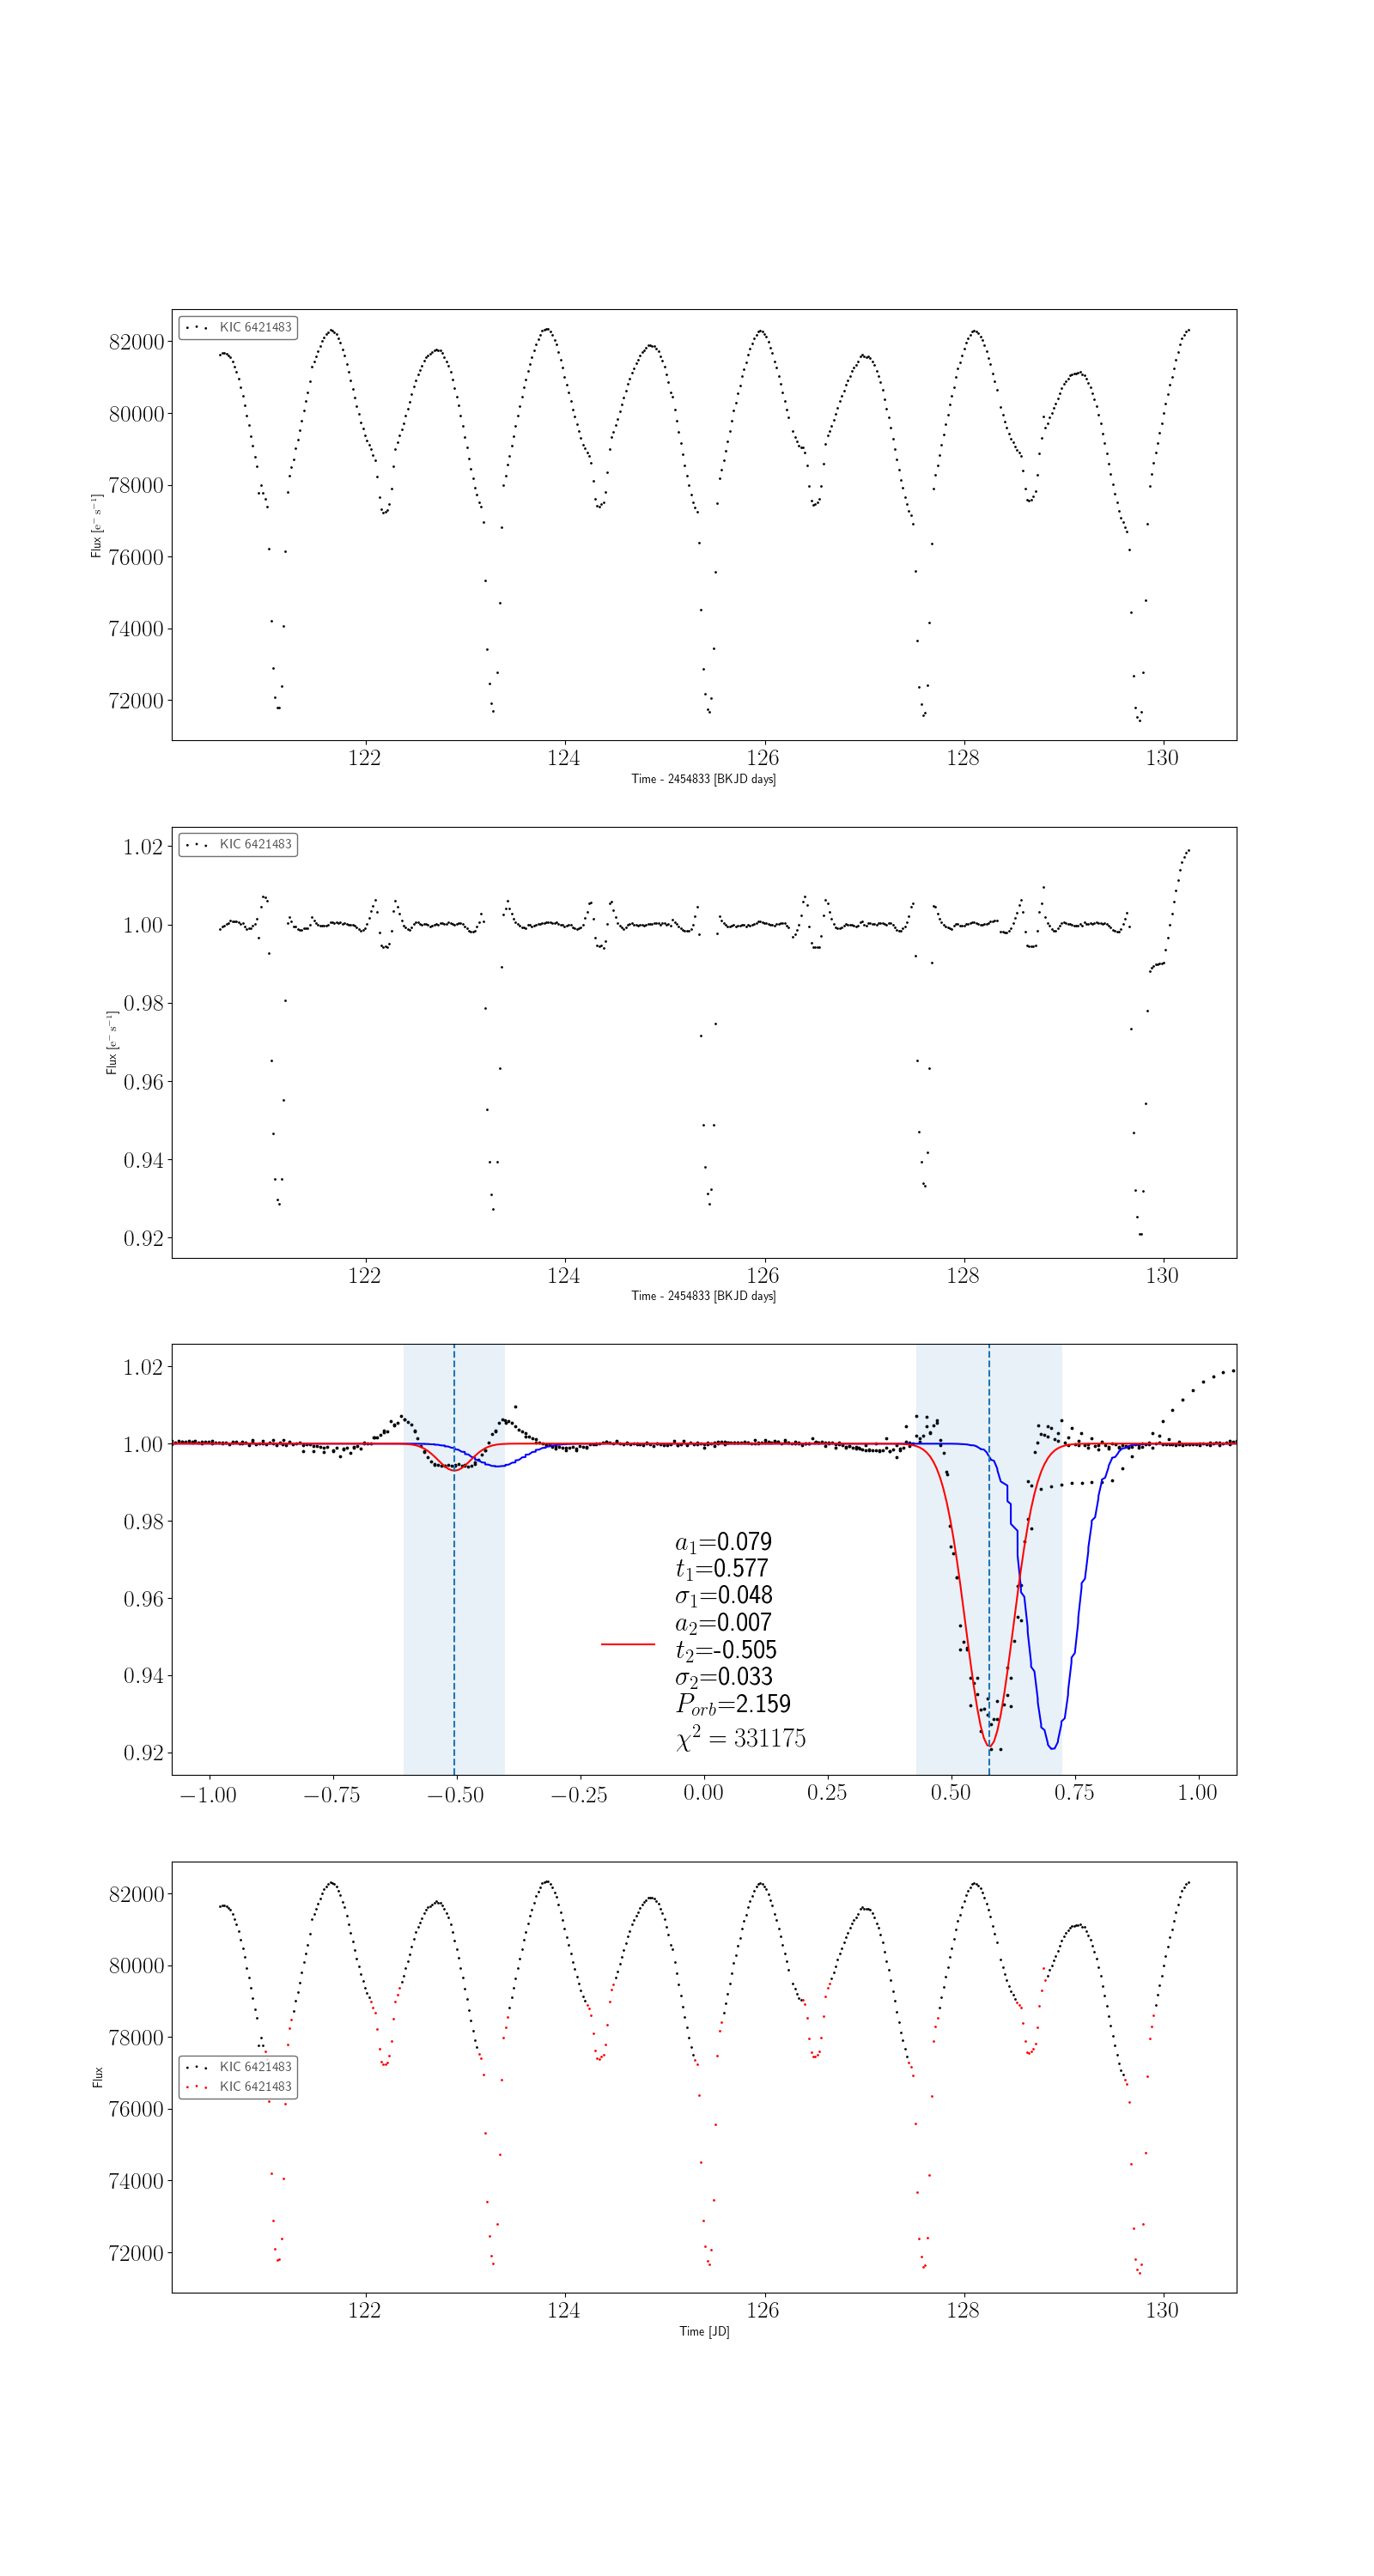 KIC 6421483
82000
80000
78000
76000
74000
72000
Flux [e⁻ s⁻¹]
122 124 126 128 130
Time - 2454833 [BKJD days]
KIC 6421483
1.02
1.00
0.98
0.96
0.94
0.92
Flux [e⁻ s⁻¹]
122 124 126 128 130
Time - 2454833 [BKJD days]
1.02
1.00
0.98
0.96
0.94
0.92
a₁=0.079
t₁=0.577
σ₁=0.048
a₂=0.007
t₂=-0.505
σ₂=0.033
P_orb=2.159
χ² = 331175
−1.00 −0.75 −0.50 −0.25 0.00 0.25 0.50 0.75 1.00
82000
80000
78000
76000
74000
72000
Flux
KIC 6421483
KIC 6421483
122 124 126 128 130
Time [JD]